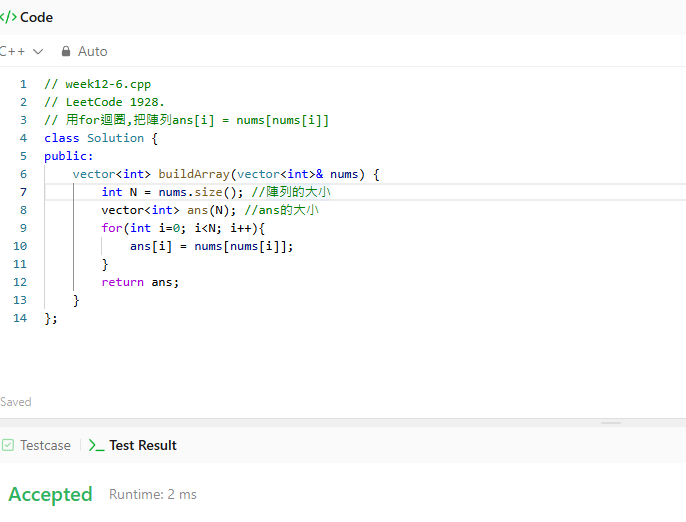 </> Code
C++ Auto
1 // week12-6.cpp
2 // LeetCode 1928.
3 // 用for迴圈,把陣列ans[i] = nums[nums[i]]
4 class Solution {
5 public:
6 vector<int> buildArray(vector<int>& nums) {
7 int N = nums.size(); //陣列的大小
8 vector<int> ans(N); //ans的大小
9 for(int i=0; i<N; i++){
10 ans[i] = nums[nums[i]];
11 }
12 return ans;
13 }
14 };
Saved
Testcase >_ Test Result
Accepted Runtime: 2 ms